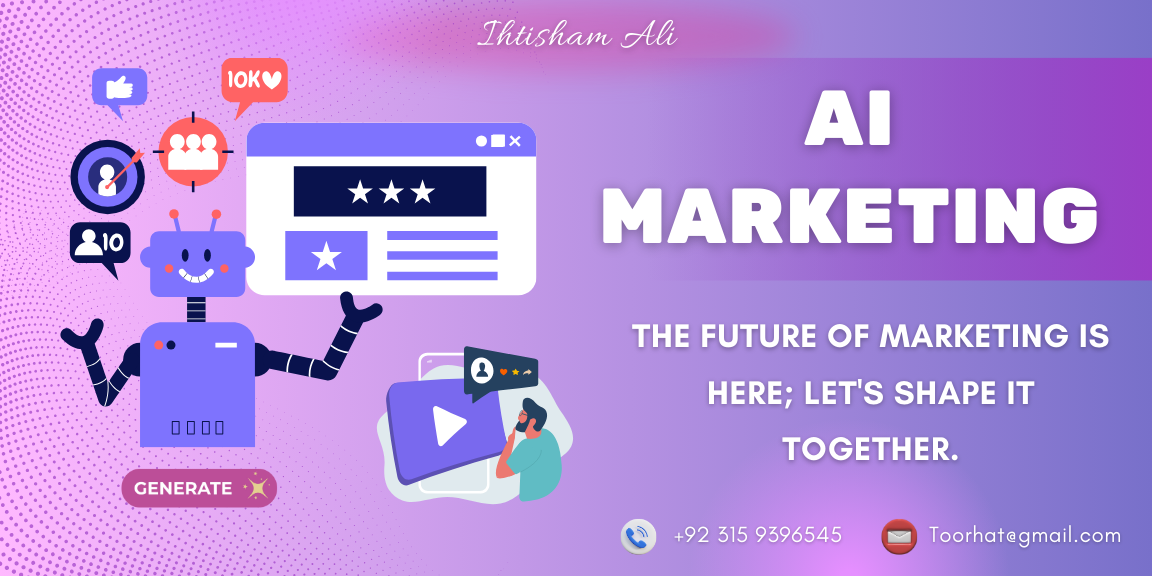 Ihtisham Ali
10K
10
AI
MARKETING
THE FUTURE OF MARKETING IS
HERE; LET'S SHAPE IT
TOGETHER.
GENERATE
+92 315 9396545
Toorhat@gmail.com